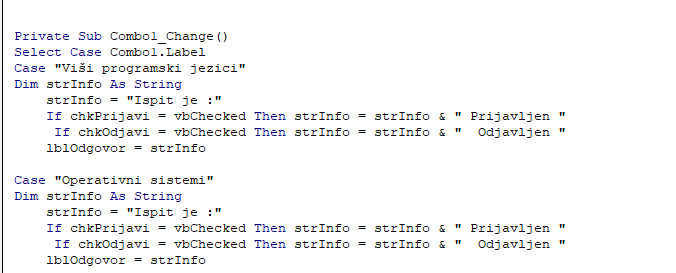 Private Sub Combo1_Change()
Select Case Combo1.Label
Case "Viši programski jezici"
Dim strInfo As String
    strInfo = "Ispit je :"
    If chkPrijavi = vbChecked Then strInfo = strInfo & " Prijavljen "
     If chkOdjavi = vbChecked Then strInfo = strInfo & "  Odjavljen "
    lblOdgovor = strInfo

Case "Operativni sistemi"
Dim strInfo As String
    strInfo = "Ispit je :"
    If chkPrijavi = vbChecked Then strInfo = strInfo & " Prijavljen "
     If chkOdjavi = vbChecked Then strInfo = strInfo & "  Odjavljen "
    lblOdgovor = strInfo